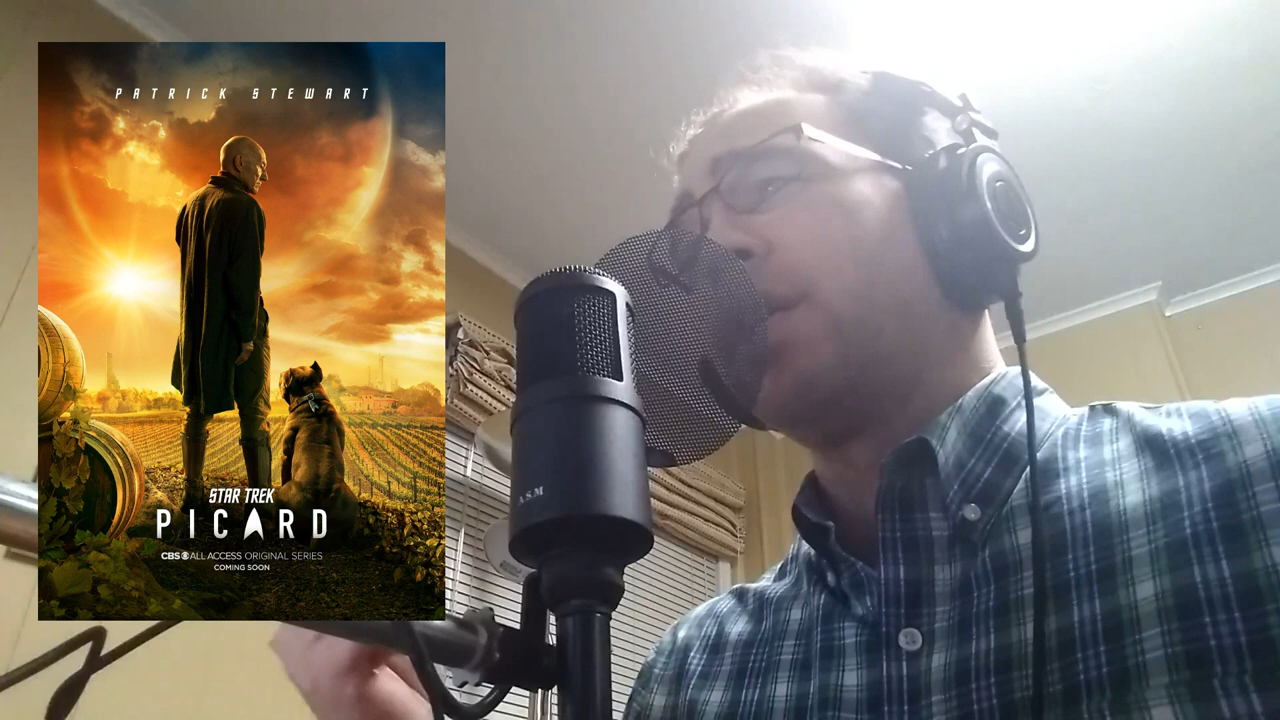 PATRICK STEWART
STAR TREK
PICARD
CBS ALL ACCESS ORIGINAL SERIES
COMING SOON
A.S.M